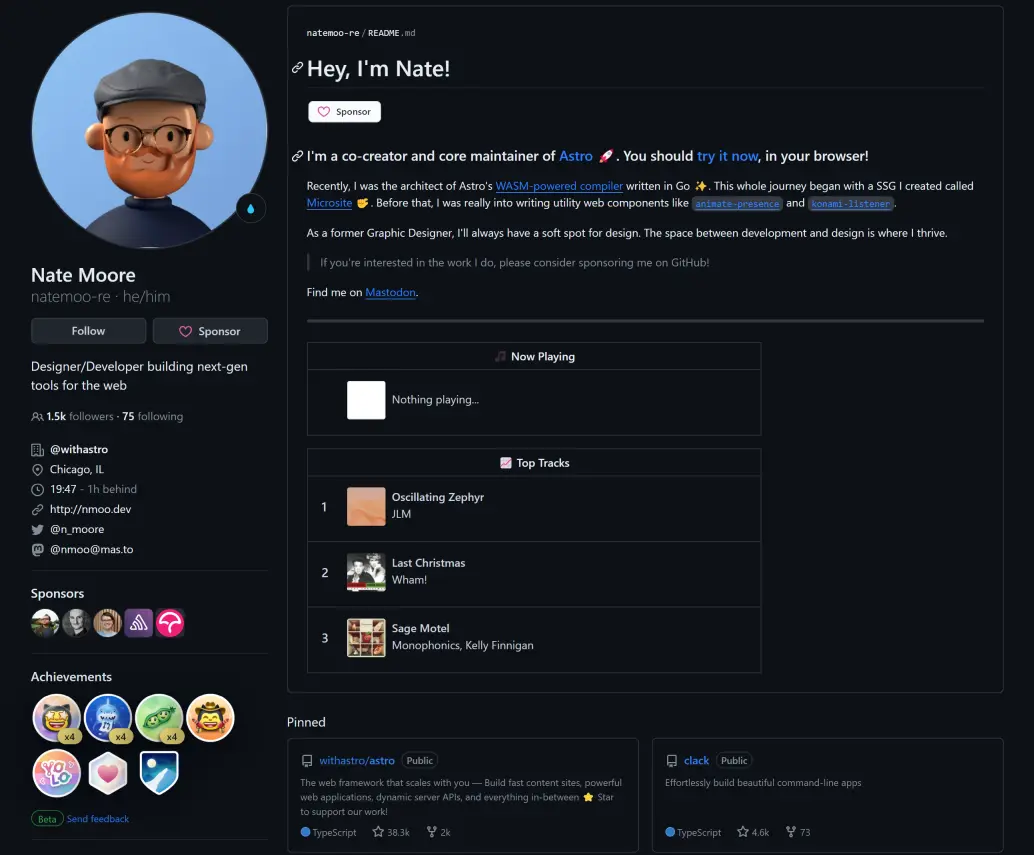 Nate Moore
natemoo-re · he/him
Follow
Sponsor
Designer/Developer building next-gen
tools for the web
1.5k followers · 75 following
@withastro
Chicago, IL
19:47 - 1h behind
http://nmoo.dev
@n_moore
@nmoo@mas.to
Sponsors
Achievements
x4
x4
x4
YOLO
Beta Send feedback
natemoo-re / README.md
Hey, I'm Nate!
Sponsor
I'm a co-creator and core maintainer of Astro 🚀. You should try it now, in your browser!
Recently, I was the architect of Astro's WASM-powered compiler written in Go ✨. This whole journey began with a SSG I created called
Microsite ✊. Before that, I was really into writing utility web components like animate-presence and konami-listener.
As a former Graphic Designer, I'll always have a soft spot for design. The space between development and design is where I thrive.
If you're interested in the work I do, please consider sponsoring me on GitHub!
Find me on Mastodon.
🎵 Now Playing
Nothing playing...
📈 Top Tracks
1
Oscillating Zephyr
JLM
2
Last Christmas
Wham!
3
Sage Motel
Monophonics, Kelly Finnigan
Pinned
withastro/astro Public
The web framework that scales with you — Build fast content sites, powerful
web applications, dynamic server APIs, and everything in-between ⭐ Star
to support our work!
TypeScript 38.3k 2k
clack Public
Effortlessly build beautiful command-line apps
TypeScript 4.6k 73